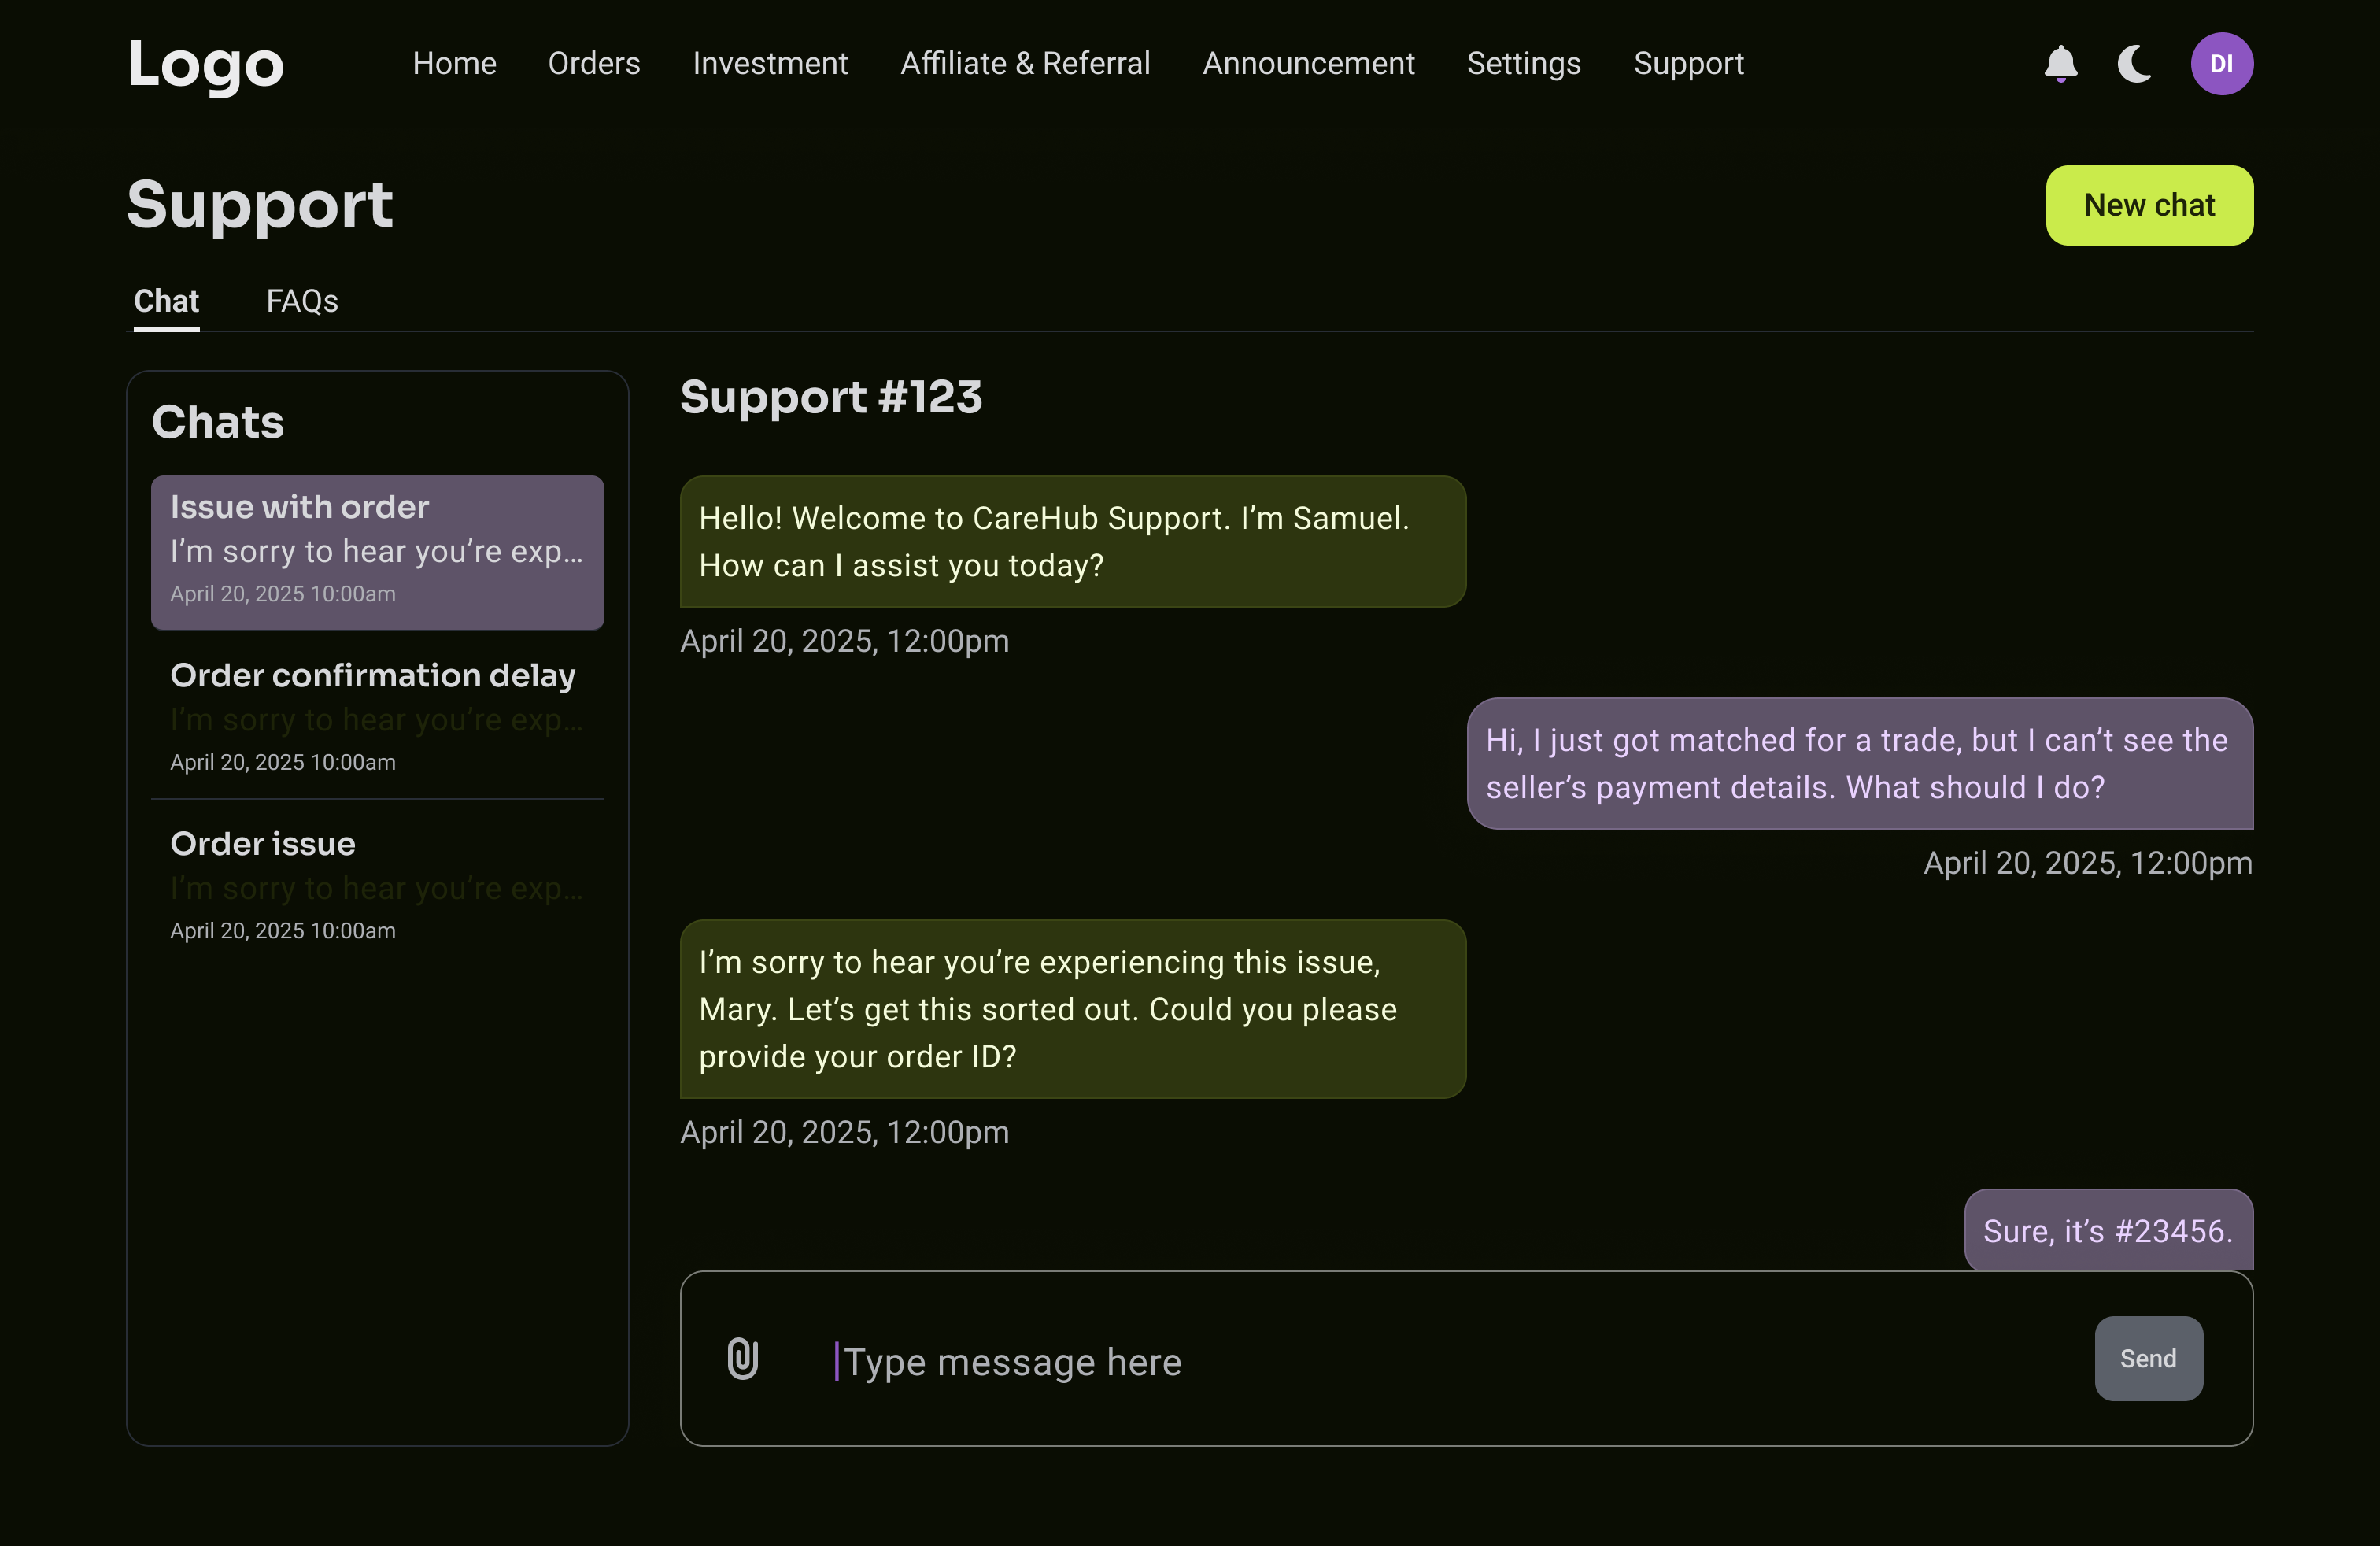 Logo
Home
Orders
Investment
Affiliate & Referral
Announcement
Settings
Support
DI
Support
New chat
Chat
FAQs
Chats
Issue with order
I’m sorry to hear you’re exp...
April 20, 2025 10:00am
Order confirmation delay
I’m sorry to hear you’re exp...
April 20, 2025 10:00am
Order issue
I’m sorry to hear you’re exp...
April 20, 2025 10:00am
Support #123
Hello! Welcome to CareHub Support. I’m Samuel.
How can I assist you today?
April 20, 2025, 12:00pm
Hi, I just got matched for a trade, but I can’t see the
seller’s payment details. What should I do?
April 20, 2025, 12:00pm
I’m sorry to hear you’re experiencing this issue,
Mary. Let’s get this sorted out. Could you please
provide your order ID?
April 20, 2025, 12:00pm
Sure, it’s #23456.
Type message here
Send